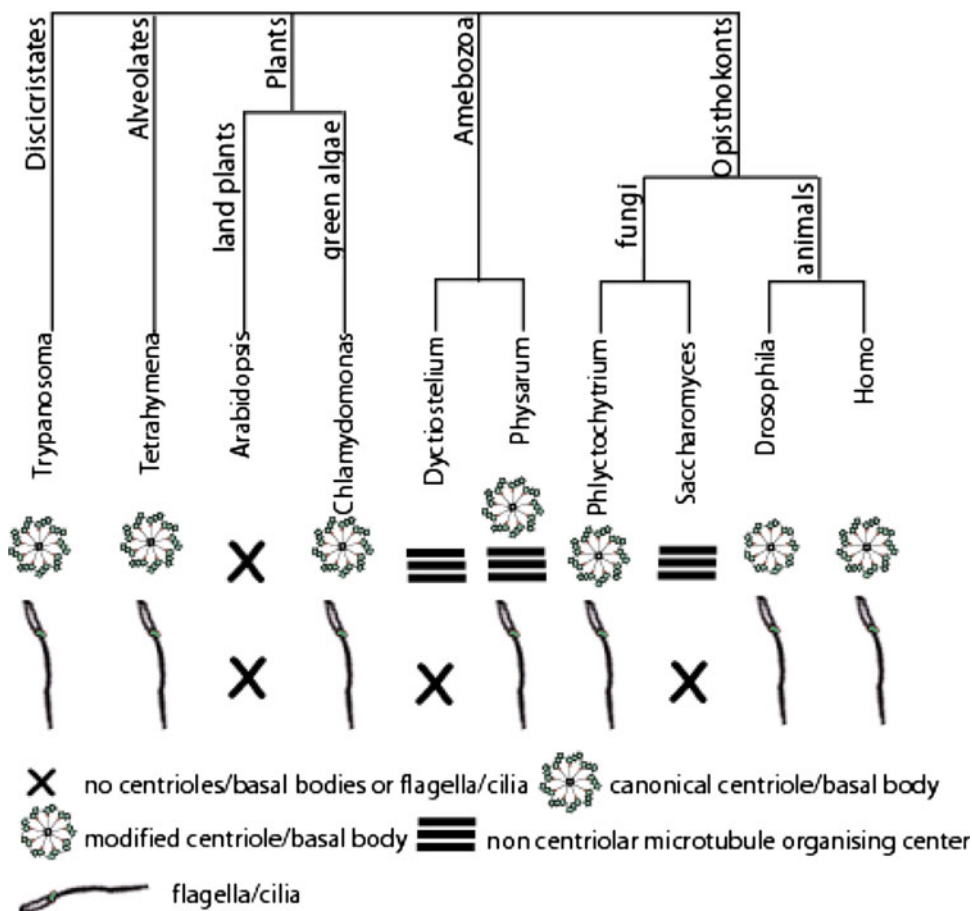 Discicristates
Alveolates
Plants
Amebozoa
Opisthokonts
land plants
green algae
fungi
animals
Trypanosoma
Tetrahymena
Arabidopsis
Chlamydomonas
Dyctiostelium
Physarum
Phlyctochytrium
Saccharomyces
Drosophila
Homo
no centrioles/basal bodies or flagella/cilia
canonical centriole/basal body
modified centriole/basal body
non centriolar microtubule organising center
flagella/cilia